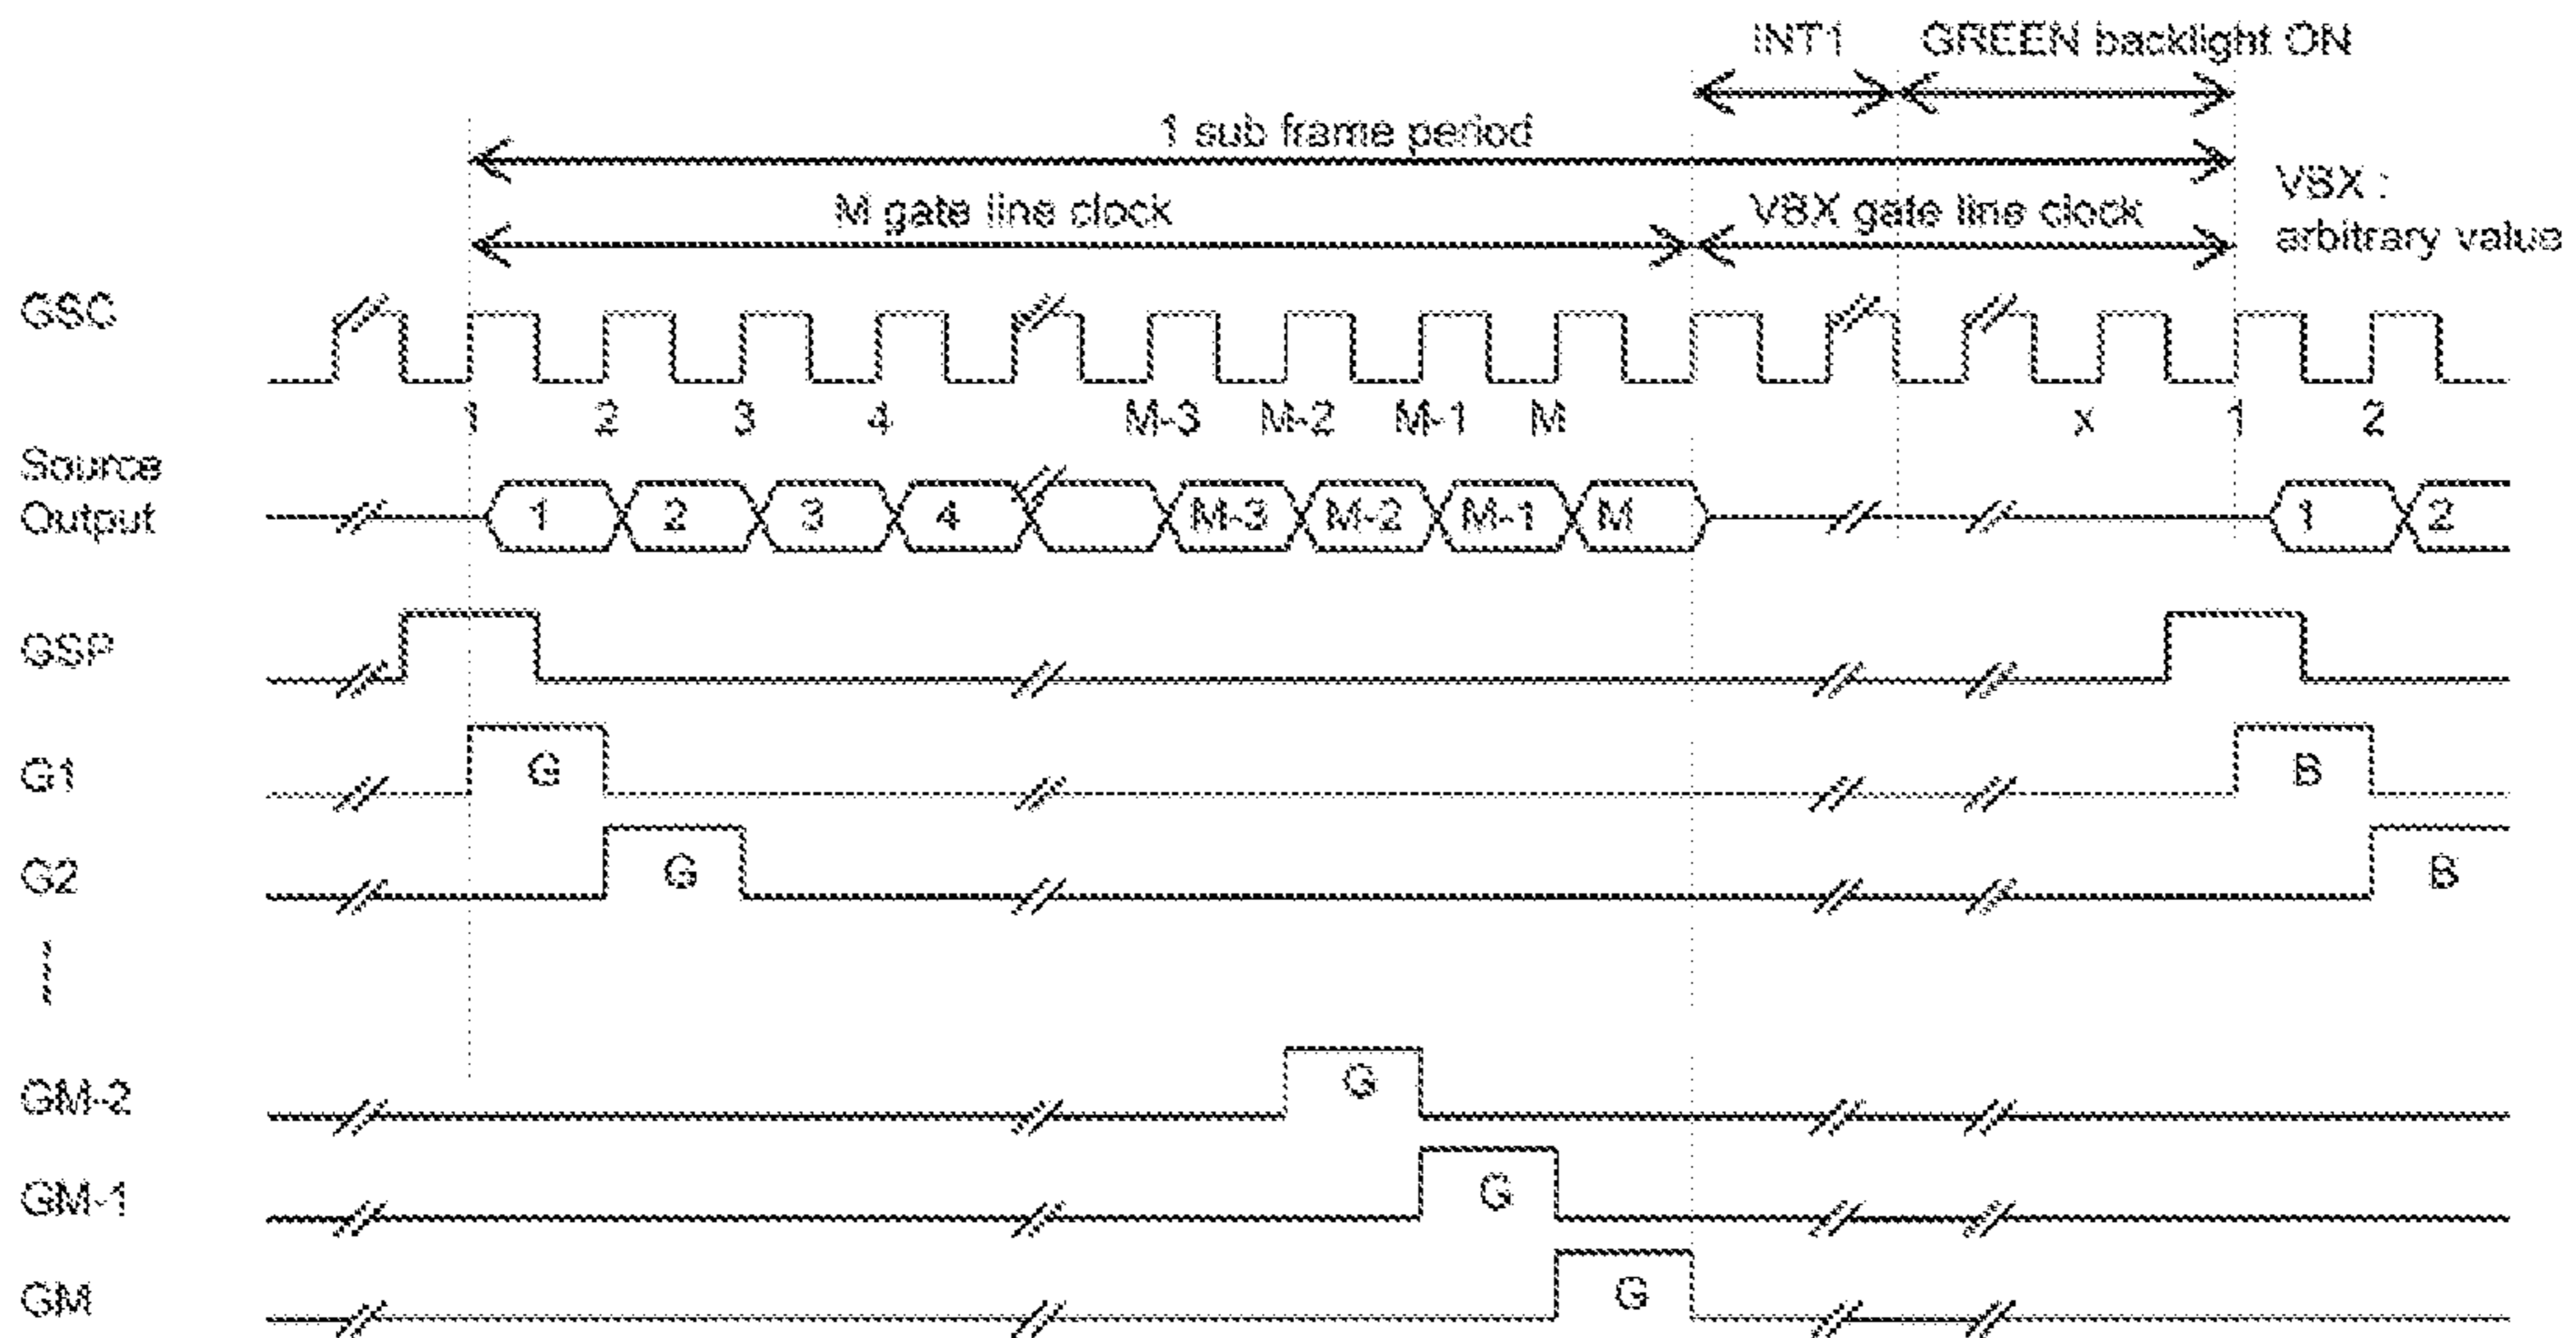 INT1 GREEN backlight ON
1 sub frame period
M gate line clock VBX gate line clock
VBX :
arbitrary value
GSC
1 2 3 4 M-3 M-2 M-1 M x 1 2
Source
Output
1 2 3 4 M-3 M-2 M-1 M 1 2
GSP
G1 G B
G2 G B
GM-2 G
GM-1 G
GM G